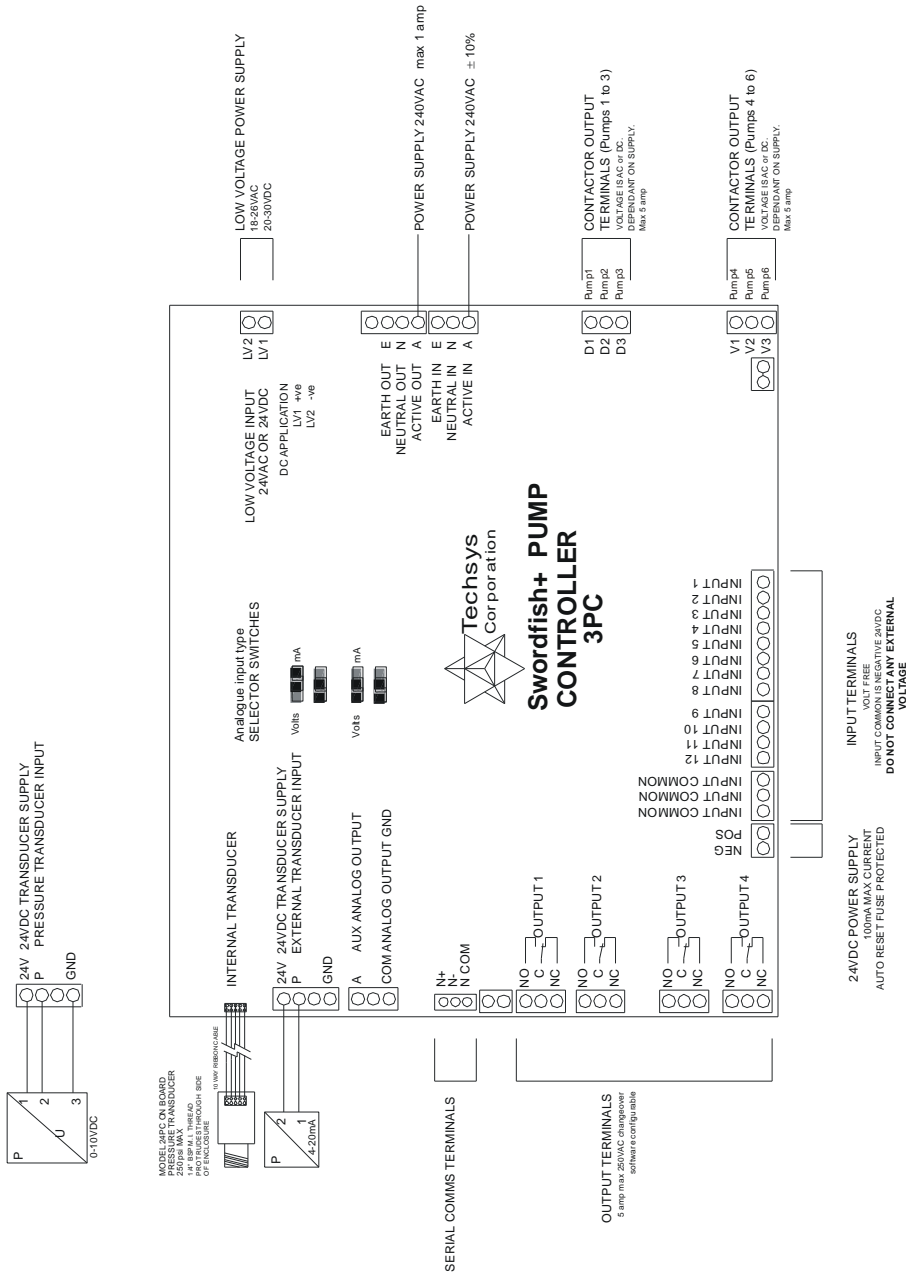 24V 24VDC TRANSDUCER SUPPLY
P PRESSURE TRANSDUCER INPUT
GND
P
U
1
2
3
0-10VDC
MODEL 24PC ON BOARD
PRESSURE TRANSDUCER
250psi MAX
1/4" BSP M.I. THREAD
PROTRUDES THROUGH SIDE
OF ENCLOSURE
10 WAY RIBBON CABLE
INTERNAL TRANSDUCER
P
2
1
4-20mA
24V 24VDC TRANSDUCER SUPPLY
P EXTERNAL TRANSDUCER INPUT
GND
A AUX ANALOG OUTPUT
COM ANALOG OUTPUT GND
Analogue input type
SELECTOR SWITCHES
Volts mA
Volts mA
LOW VOLTAGE INPUT
24VAC OR 24VDC
DC APPLICATION
LV1 +ve
LV2 -ve
LV2
LV1
LOW VOLTAGE POWER SUPPLY
18-26VAC
20-30VDC
EARTH OUT E
NEUTRAL OUT N
ACTIVE OUT A
EARTH IN E
NEUTRAL IN N
ACTIVE IN A
POWER SUPPLY 240VAC max 1 amp
POWER SUPPLY 240VAC ± 10%
Techsys
Corporation
Swordfish+ PUMP
CONTROLLER
3PC
D1
D2
D3
Pump1
Pump2
Pump3
CONTACTOR OUTPUT
TERMINALS (Pumps 1 to 3)
VOLTAGE IS AC or DC.
DEPENDANT ON SUPPLY.
Max 5 amp
V1
V2
V3
Pump4
Pump5
Pump6
CONTACTOR OUTPUT
TERMINALS (Pumps 4 to 6)
VOLTAGE IS AC or DC.
DEPENDANT ON SUPPLY.
Max 5 amp
SERIAL COMMS TERMINALS
N+
N-
N COM
OUTPUT TERMINALS
5 amp max 250VAC changeover
software configurable
NO
C
NC
OUTPUT 1
NO
C
NC
OUTPUT 2
NO
C
NC
OUTPUT 3
NO
C
NC
OUTPUT 4
NEG
POS
INPUT COMMON
INPUT COMMON
INPUT COMMON
INPUT 12
INPUT 11
INPUT 10
INPUT 9
INPUT 8
INPUT 7
INPUT 6
INPUT 5
INPUT 4
INPUT 3
INPUT 2
INPUT 1
24VDC POWER SUPPLY
100mA MAX CURRENT
AUTO RESET FUSE PROTECTED
INPUT TERMINALS
VOLT FREE
INPUT COMMON IS NEGATIVE 24VDC
DO NOT CONNECT ANY EXTERNAL
VOLTAGE